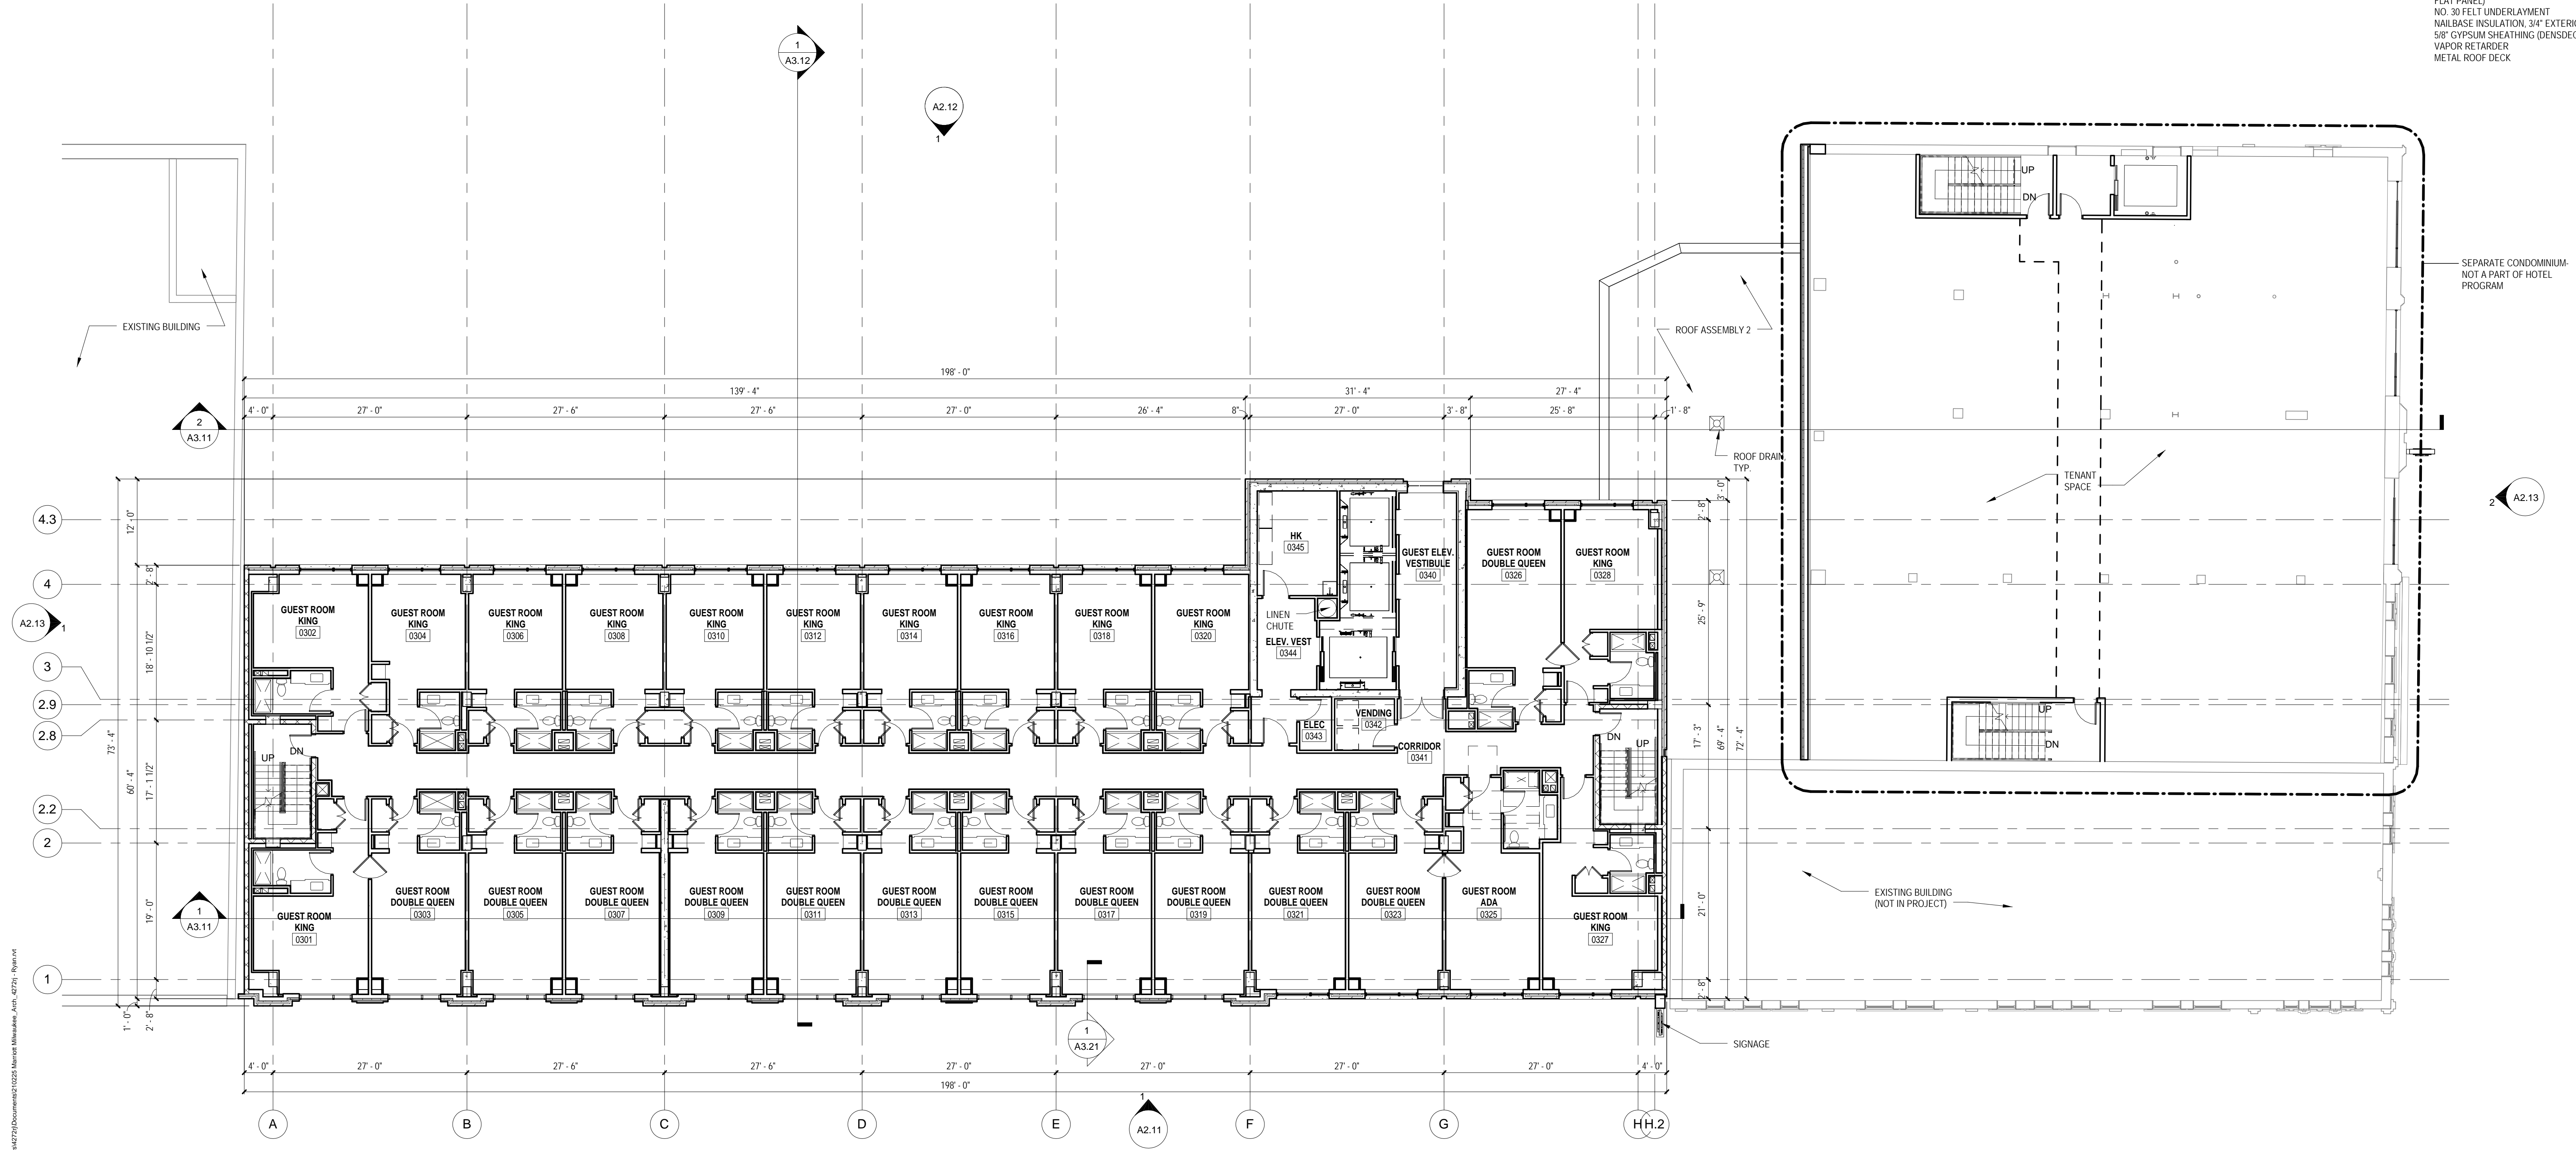 FLAT PANEL)
NO. 30 FELT UNDERLAYMENT
NAILBASE INSULATION, 3/4" EXTERI
5/8" GYPSUM SHEATHING (DENSDE
VAPOR RETARDER
METAL ROOF DECK
1
A3.12
A2.12
1
UP
DN
SEPARATE CONDOMINIUM-
NOT A PART OF HOTEL
PROGRAM
EXISTING BUILDING
ROOF ASSEMBLY 2
198' - 0"
139' - 4"
31' - 4"
27' - 4"
4' - 0"
27' - 0"
27' - 6"
27' - 6"
27' - 0"
26' - 4"
8"
27' - 0"
3' - 8"
25' - 8"
1' - 8"
2
A3.11
ROOF DRAIN,
TYP.
TENANT
SPACE
2
A2.13
4.3
4
A2.13
1
3
2.9
2.8
2.2
2
1
A3.11
1
12' - 0"
2' - 8"
18' - 10 1/2"
73' - 4"
60' - 4"
17' - 1 1/2"
19' - 0"
1' - 0"
2' - 8"
3' - 0"
2' - 8"
25' - 9"
17' - 3"
69' - 4"
72' - 4"
21' - 0"
2' - 8"
HK
0345
GUEST ELEV.
VESTIBULE
0340
GUEST ROOM
DOUBLE QUEEN
0326
GUEST ROOM
KING
0328
GUEST ROOM
KING
0302
GUEST ROOM
KING
0304
GUEST ROOM
KING
0306
GUEST ROOM
KING
0308
GUEST ROOM
KING
0310
GUEST ROOM
KING
0312
GUEST ROOM
KING
0314
GUEST ROOM
KING
0316
GUEST ROOM
KING
0318
GUEST ROOM
KING
0320
LINEN
CHUTE
ELEV. VEST
0344
ELEC
0343
VENDING
0342
CORRIDOR
0341
DN
UP
DN
UP
UP
DN
GUEST ROOM
KING
0301
GUEST ROOM
DOUBLE QUEEN
0303
GUEST ROOM
DOUBLE QUEEN
0305
GUEST ROOM
DOUBLE QUEEN
0307
GUEST ROOM
DOUBLE QUEEN
0309
GUEST ROOM
DOUBLE QUEEN
0311
GUEST ROOM
DOUBLE QUEEN
0313
GUEST ROOM
DOUBLE QUEEN
0315
GUEST ROOM
DOUBLE QUEEN
0317
GUEST ROOM
DOUBLE QUEEN
0319
GUEST ROOM
DOUBLE QUEEN
0321
GUEST ROOM
DOUBLE QUEEN
0323
GUEST ROOM
ADA
0325
GUEST ROOM
KING
0327
EXISTING BUILDING
(NOT IN PROJECT)
1
A3.21
SIGNAGE
4' - 0"
27' - 0"
27' - 6"
27' - 6"
27' - 0"
27' - 0"
27' - 0"
27' - 0"
4' - 0"
198' - 0"
A
B
C
D
E
F
G
H
H.2
1
A2.11
s\4272rj\Documents\210225 Marriott Milwaukee_Arch_4272rj - Ryan.rvt